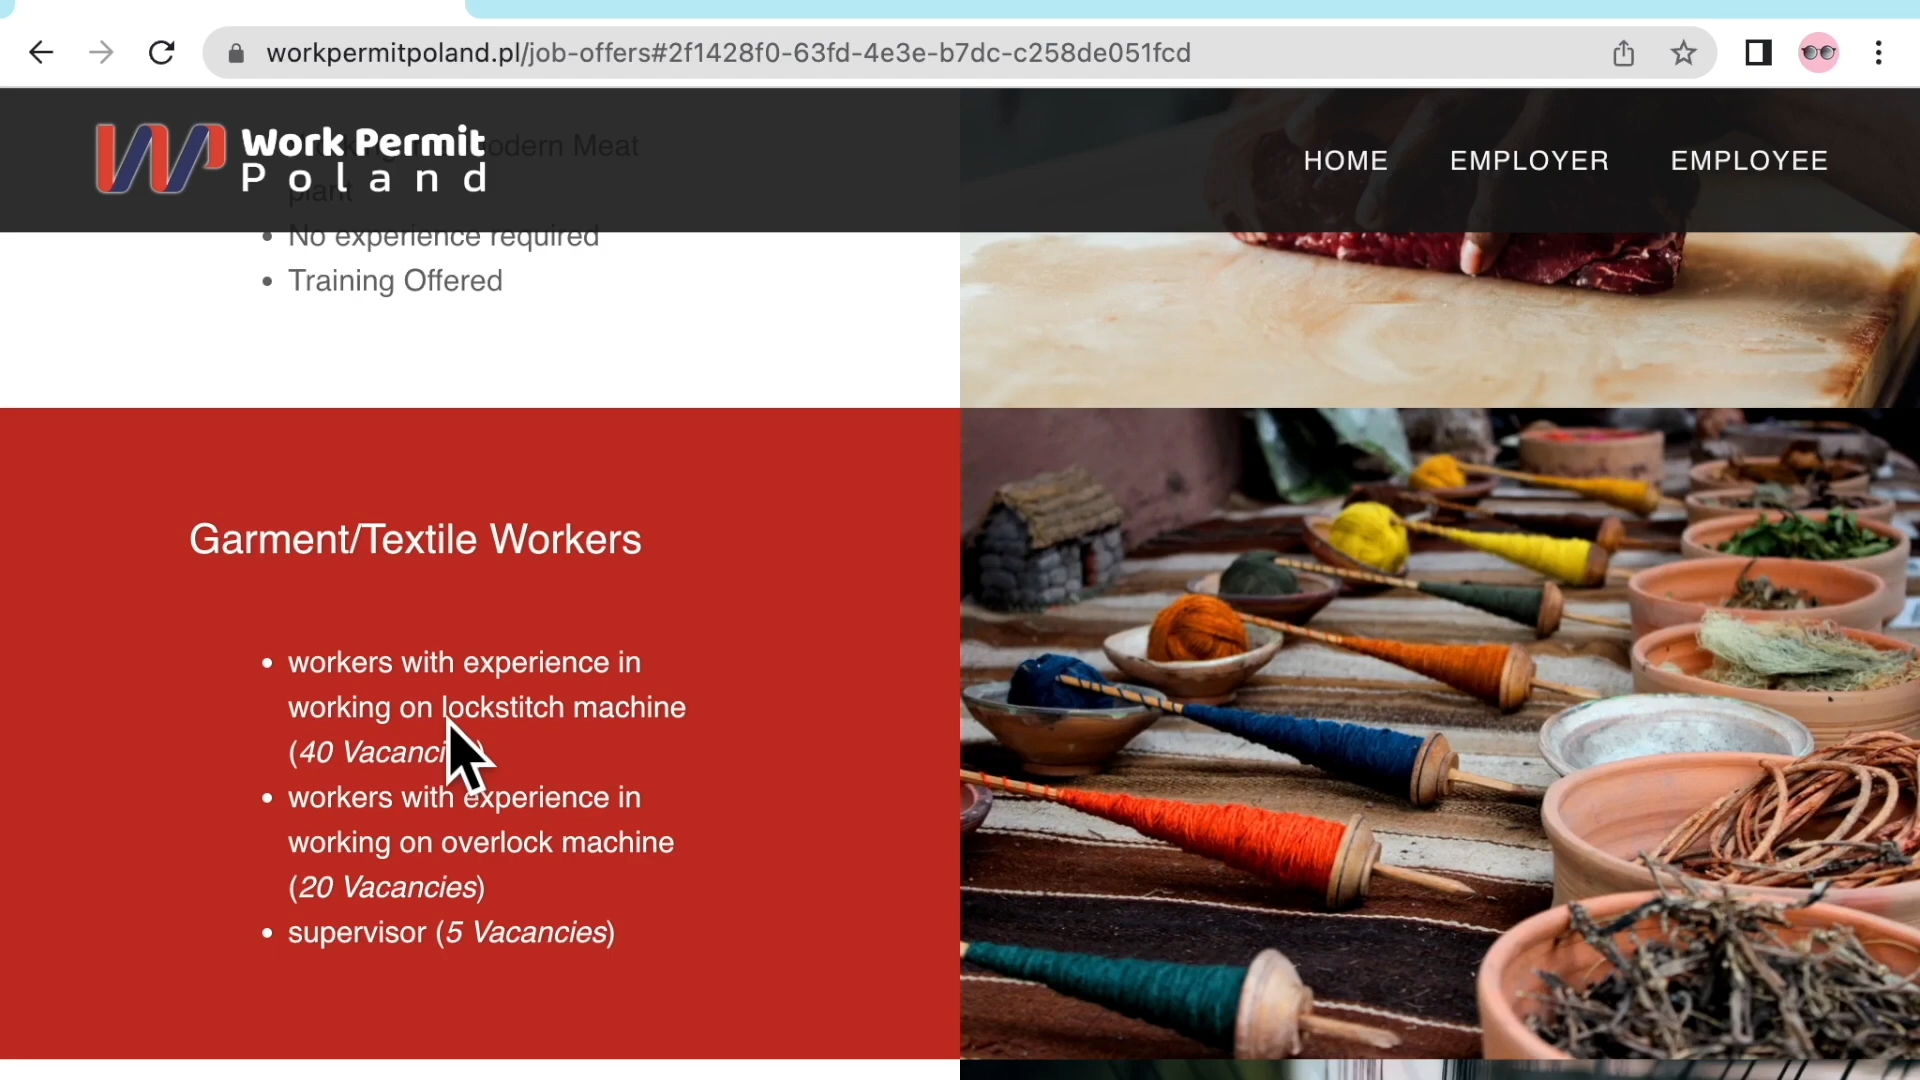 workpermitpoland.pl/job-offers#2f1428f0-63fd-4e3e-b7dc-c258de051fcd
Work Permit
Poland
HOME EMPLOYER EMPLOYEE
Modern Meat
plant
No experience required
Training Offered
Garment/Textile Workers
workers with experience in
working on lockstitch machine
(40 Vacanci
workers with experience in
working on overlock machine
(20 Vacancies)
supervisor (5 Vacancies)